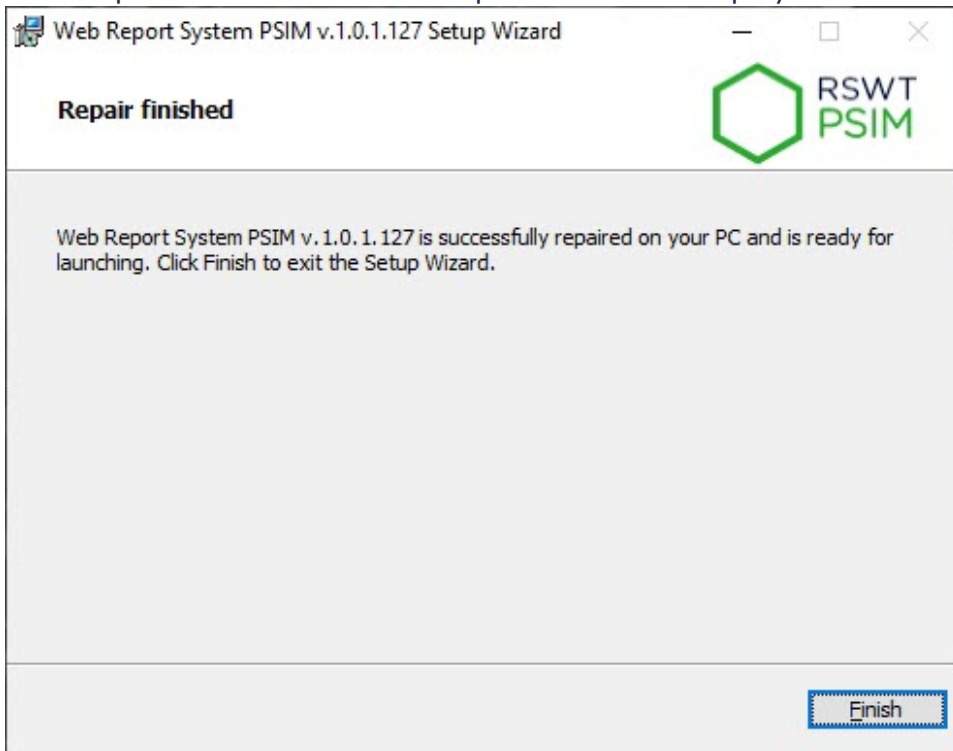 Web Report System PSIM v.1.0.1.127 Setup Wizard
Repair finished
RSWT
PSIM
Web Report System PSIM v.1.0.1.127 is successfully repaired on your PC and is ready for
launching. Click Finish to exit the Setup Wizard.
Finish